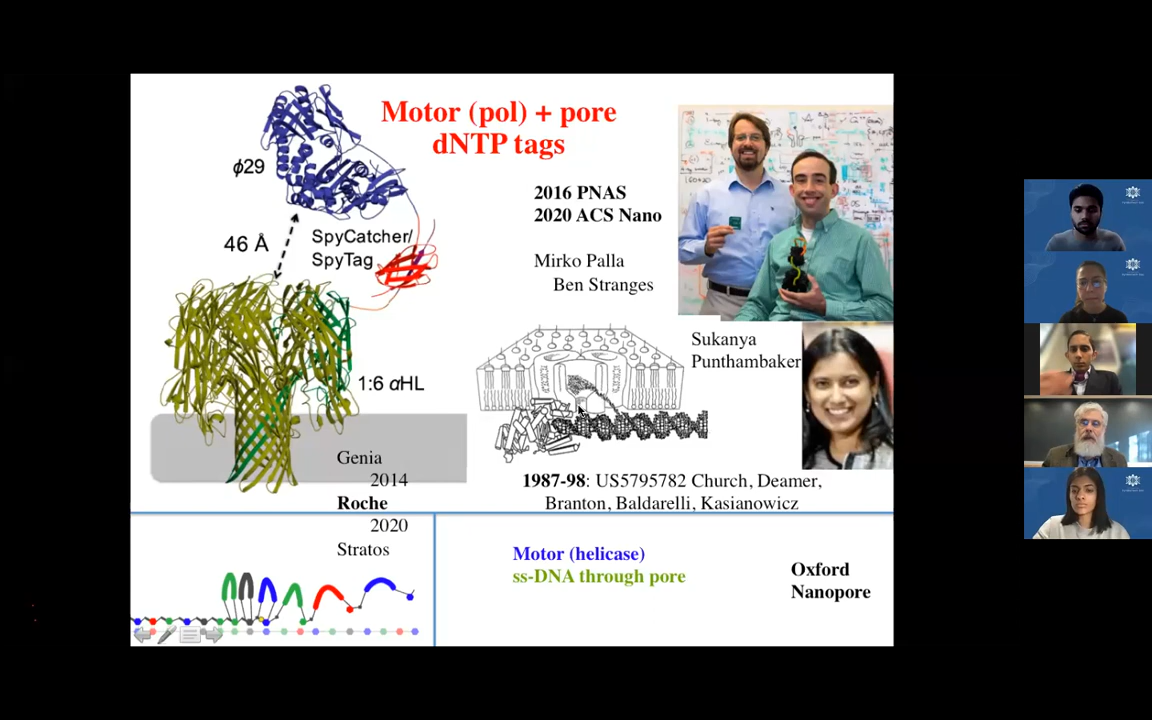 Motor (pol) + pore
dNTP tags
ϕ29
2016 PNAS
2020 ACS Nano
46 Å
SpyCatcher/
SpyTag
Mirko Palla
Ben Stranges
Sukanya
Punthambaker
1:6 αHL
Genia
2014
Roche
2020
Stratos
1987-98: US5795782 Church, Deamer,
Branton, Baldarelli, Kasianowicz
Motor (helicase)
ss-DNA through pore
Oxford
Nanopore